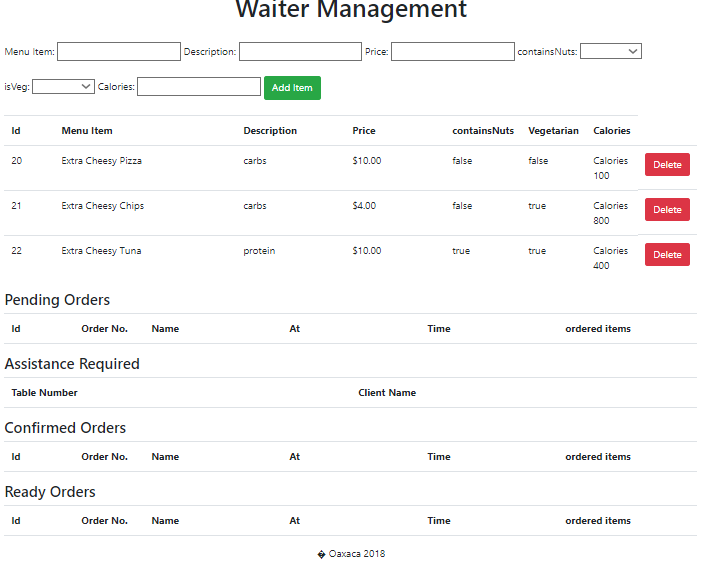 Waiter Management
Menu Item: Description: Price: containsNuts:
isVeg: Calories: Add Item
Id Menu Item Description Price containsNuts Vegetarian Calories
20 Extra Cheesy Pizza carbs $10.00 false false Calories 100 Delete
21 Extra Cheesy Chips carbs $4.00 false true Calories 800 Delete
22 Extra Cheesy Tuna protein $10.00 true true Calories 400 Delete
Pending Orders
Id Order No. Name At Time ordered items
Assistance Required
Table Number Client Name
Confirmed Orders
Id Order No. Name At Time ordered items
Ready Orders
Id Order No. Name At Time ordered items
� Oaxaca 2018